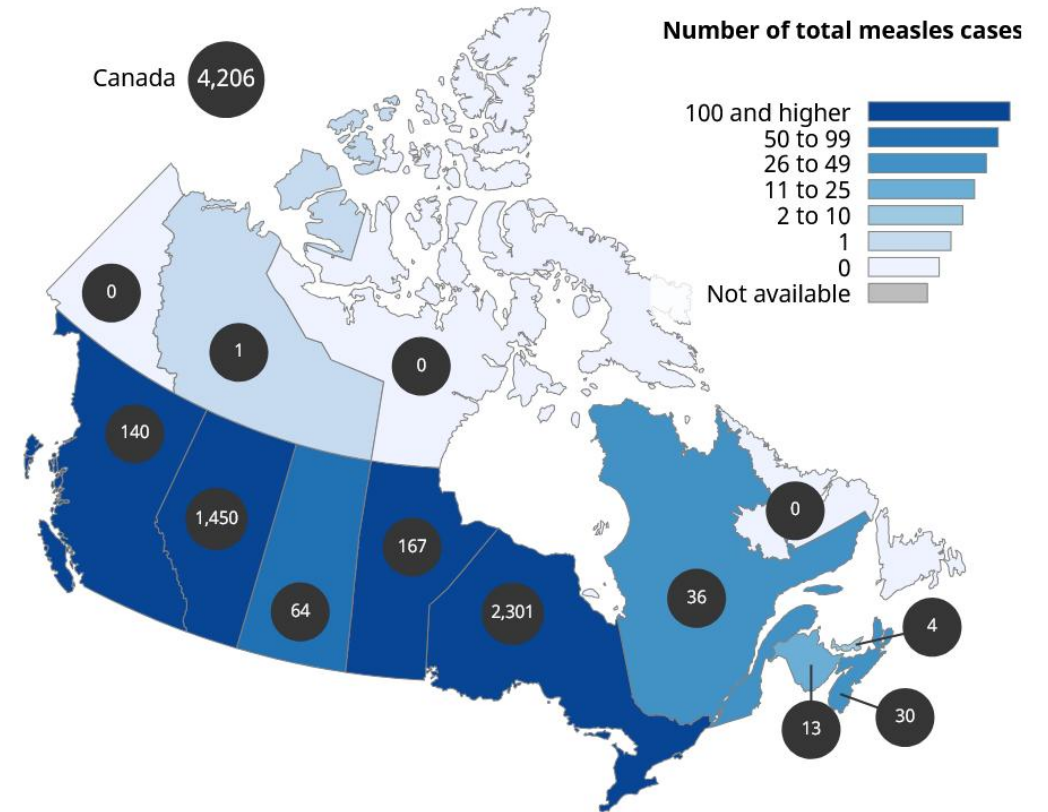 Number of total measles cases
Canada 4,206
100 and higher
50 to 99
26 to 49
11 to 25
2 to 10
1
0
Not available
0
1
0
140
1,450
64
167
2,301
36
0
4
30
13